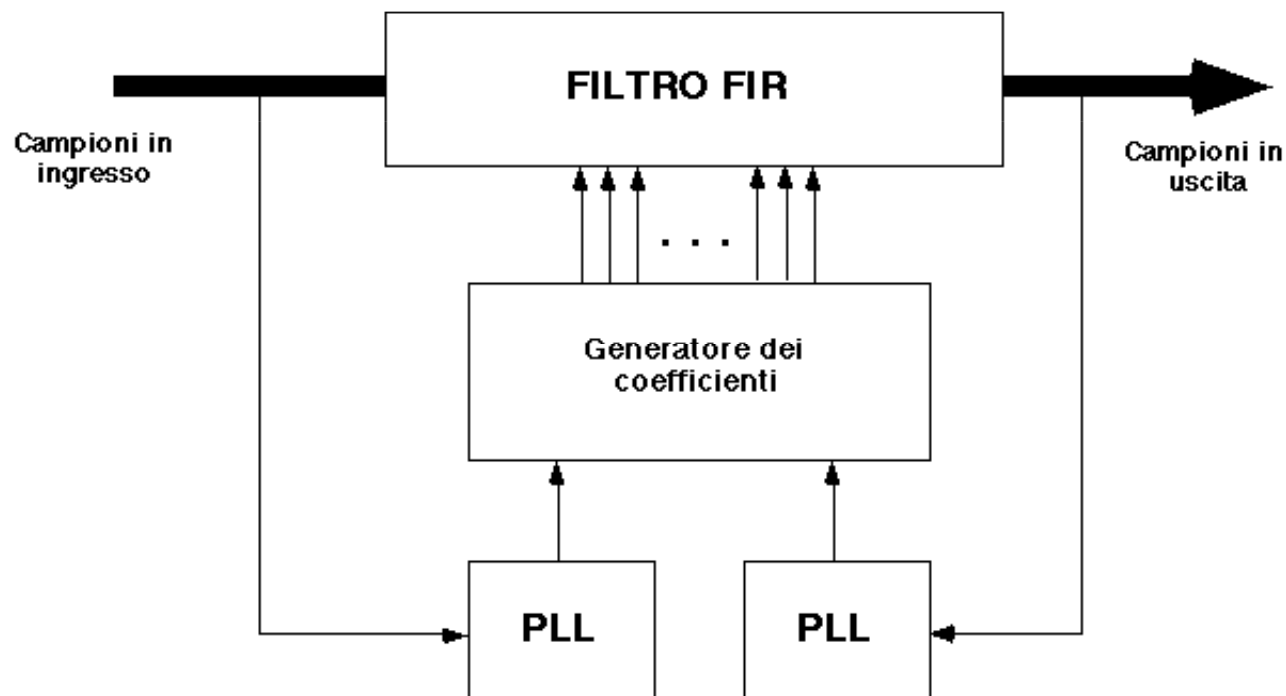 FILTRO FIR
Campioni in
ingresso
Campioni in
uscita
. . .
Generatore dei
coefficienti
PLL
PLL